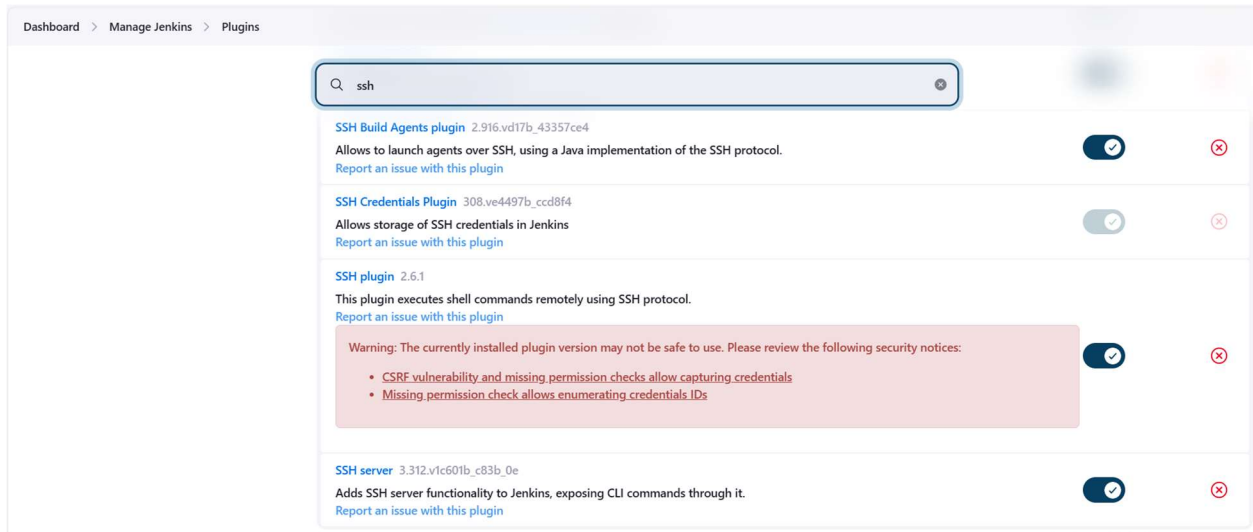 Dashboard > Manage Jenkins > Plugins
ssh
SSH Build Agents plugin 2.916.vd17b_43357ce4
Allows to launch agents over SSH, using a Java implementation of the SSH protocol.
Report an issue with this plugin
SSH Credentials Plugin 308.ve4497b_ccd8f4
Allows storage of SSH credentials in Jenkins
Report an issue with this plugin
SSH plugin 2.6.1
This plugin executes shell commands remotely using SSH protocol.
Report an issue with this plugin
Warning: The currently installed plugin version may not be safe to use. Please review the following security notices:
• CSRF vulnerability and missing permission checks allow capturing credentials
• Missing permission check allows enumerating credentials IDs
SSH server 3.312.v1c601b_c83b_0e
Adds SSH server functionality to Jenkins, exposing CLI commands through it.
Report an issue with this plugin